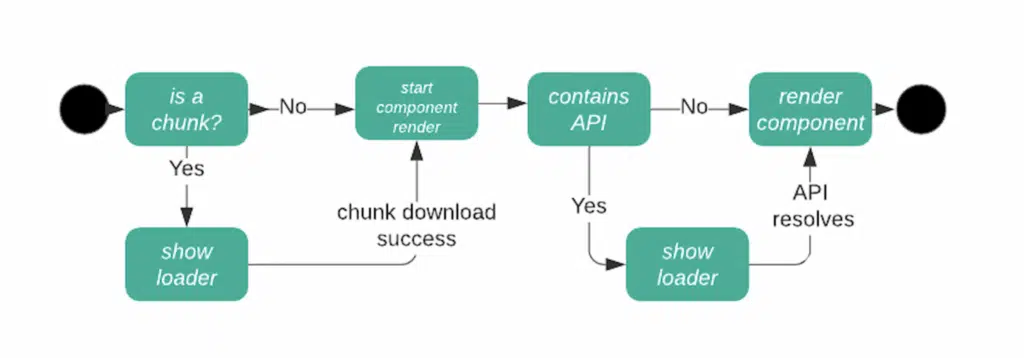 is a
chunk?
No
start
component
render
contains
API
No
render
component
Yes
chunk download
success
Yes
API
resolves
show
loader
show
loader